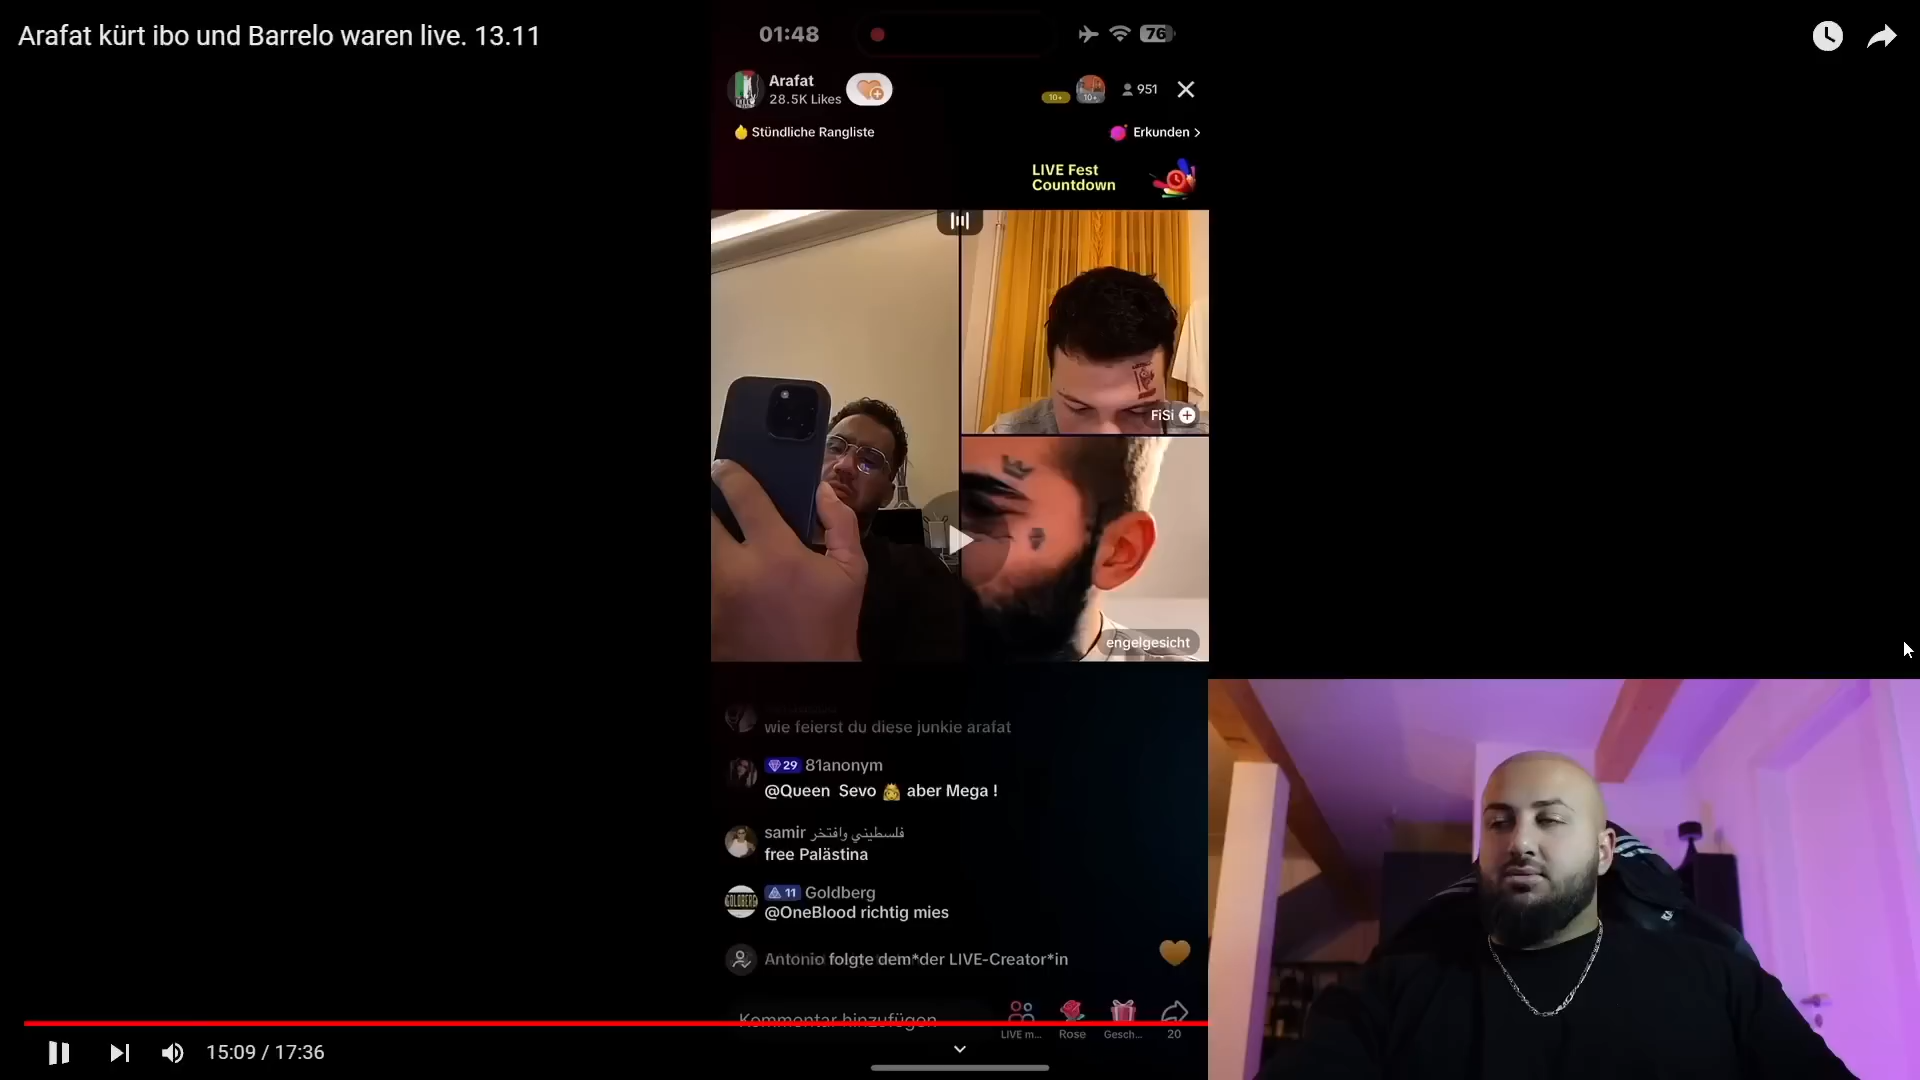 Arafat kürt ibo und Barrelo waren live. 13.11
01:48
76
Arafat
28.5K Likes
10+
10+
951
Stündliche Rangliste
Erkunden >
LIVE Fest
Countdown
FiSi
engelgesicht
wie feierst du diese junkie arafat
29 81anonym
@Queen Sevo 👸 aber Mega !
samir فلسطيني وافتخر
free Palästina
11 Goldberg
@OneBlood richtig mies
GOLDBERG
Antonio folgte dem*der LIVE-Creator*in
Kommentar hinzufügen
LIVE m...
Rose
Gesch...
20
15:09 / 17:36